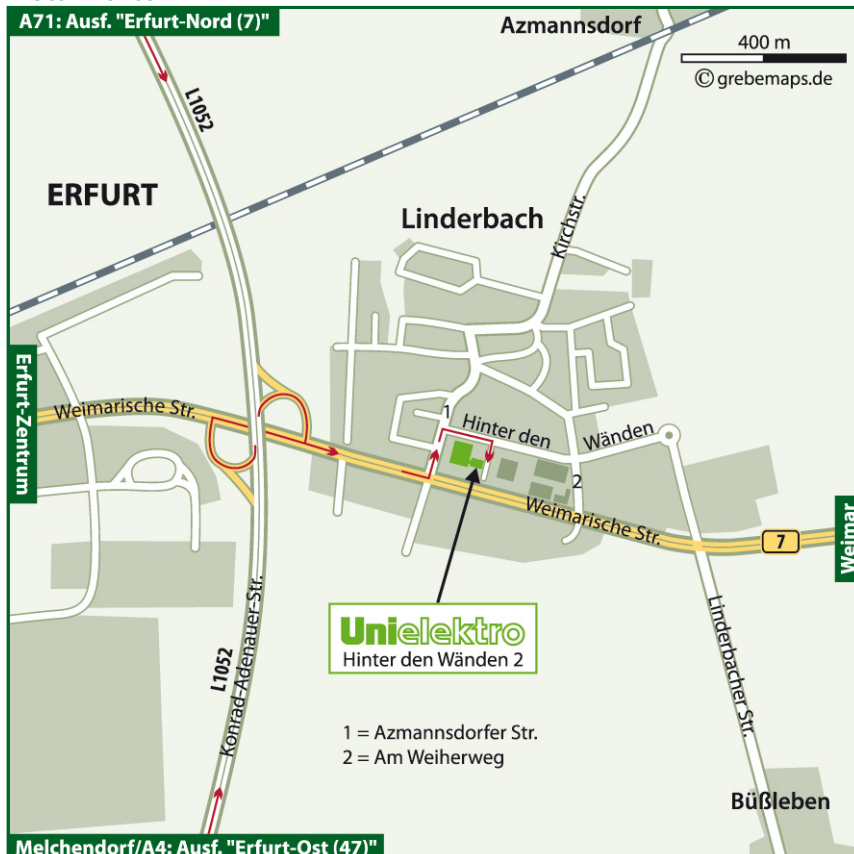 A71: Ausf. "Erfurt-Nord (7)"
Azmannsdorf
400 m
© grebemaps.de
L1052
ERFURT
Linderbach
Kirchstr.
Erfurt-Zentrum
Weimarische Str.
1
Hinter den
Wänden
2
Weimarische Str.
7
Weimar
Unielektro
Hinter den Wänden 2
Linderbacher Str.
L1052
Konrad-Adenauer-Str.
1 = Azmannsdorfer Str.
2 = Am Weiherweg
Büßleben
Melchendorf/A4: Ausf. "Erfurt-Ost (47)"